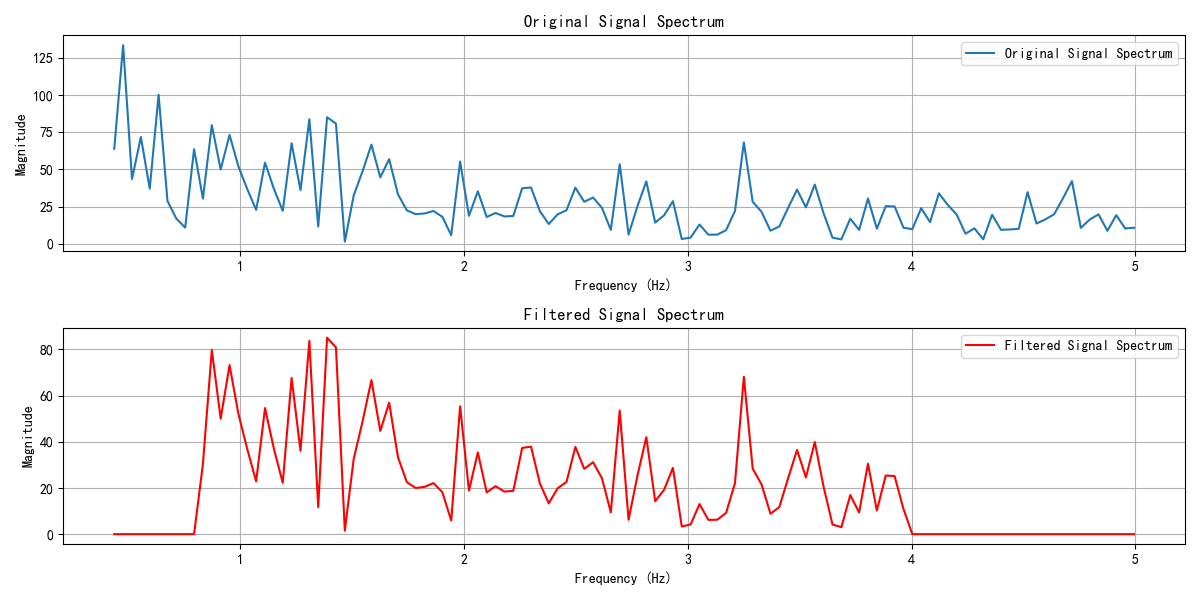 Original Signal Spectrum
Original Signal Spectrum
Magnitude
125
100
75
50
25
0
1
2
3
4
5
Frequency (Hz)
Filtered Signal Spectrum
Filtered Signal Spectrum
Magnitude
80
60
40
20
0
1
2
3
4
5
Frequency (Hz)